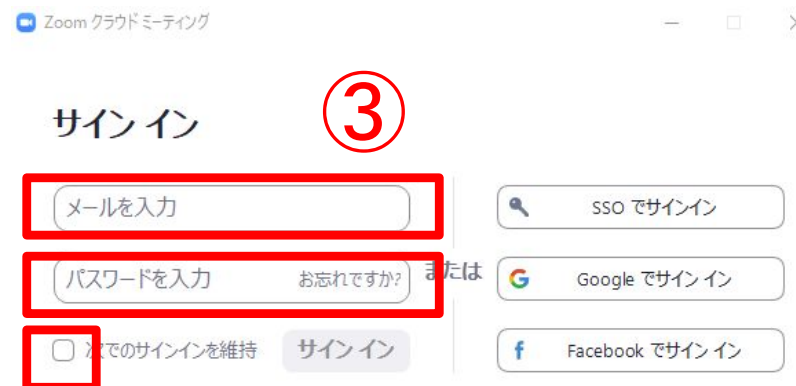 Zoom クラウド ミーティング
サイン イン
③
メールを入力
パスワードを入力 お忘れですか?
次でのサインインを維持 サイン イン
または
SSO でサインイン
Google でサイン イン
Facebook でサイン イン